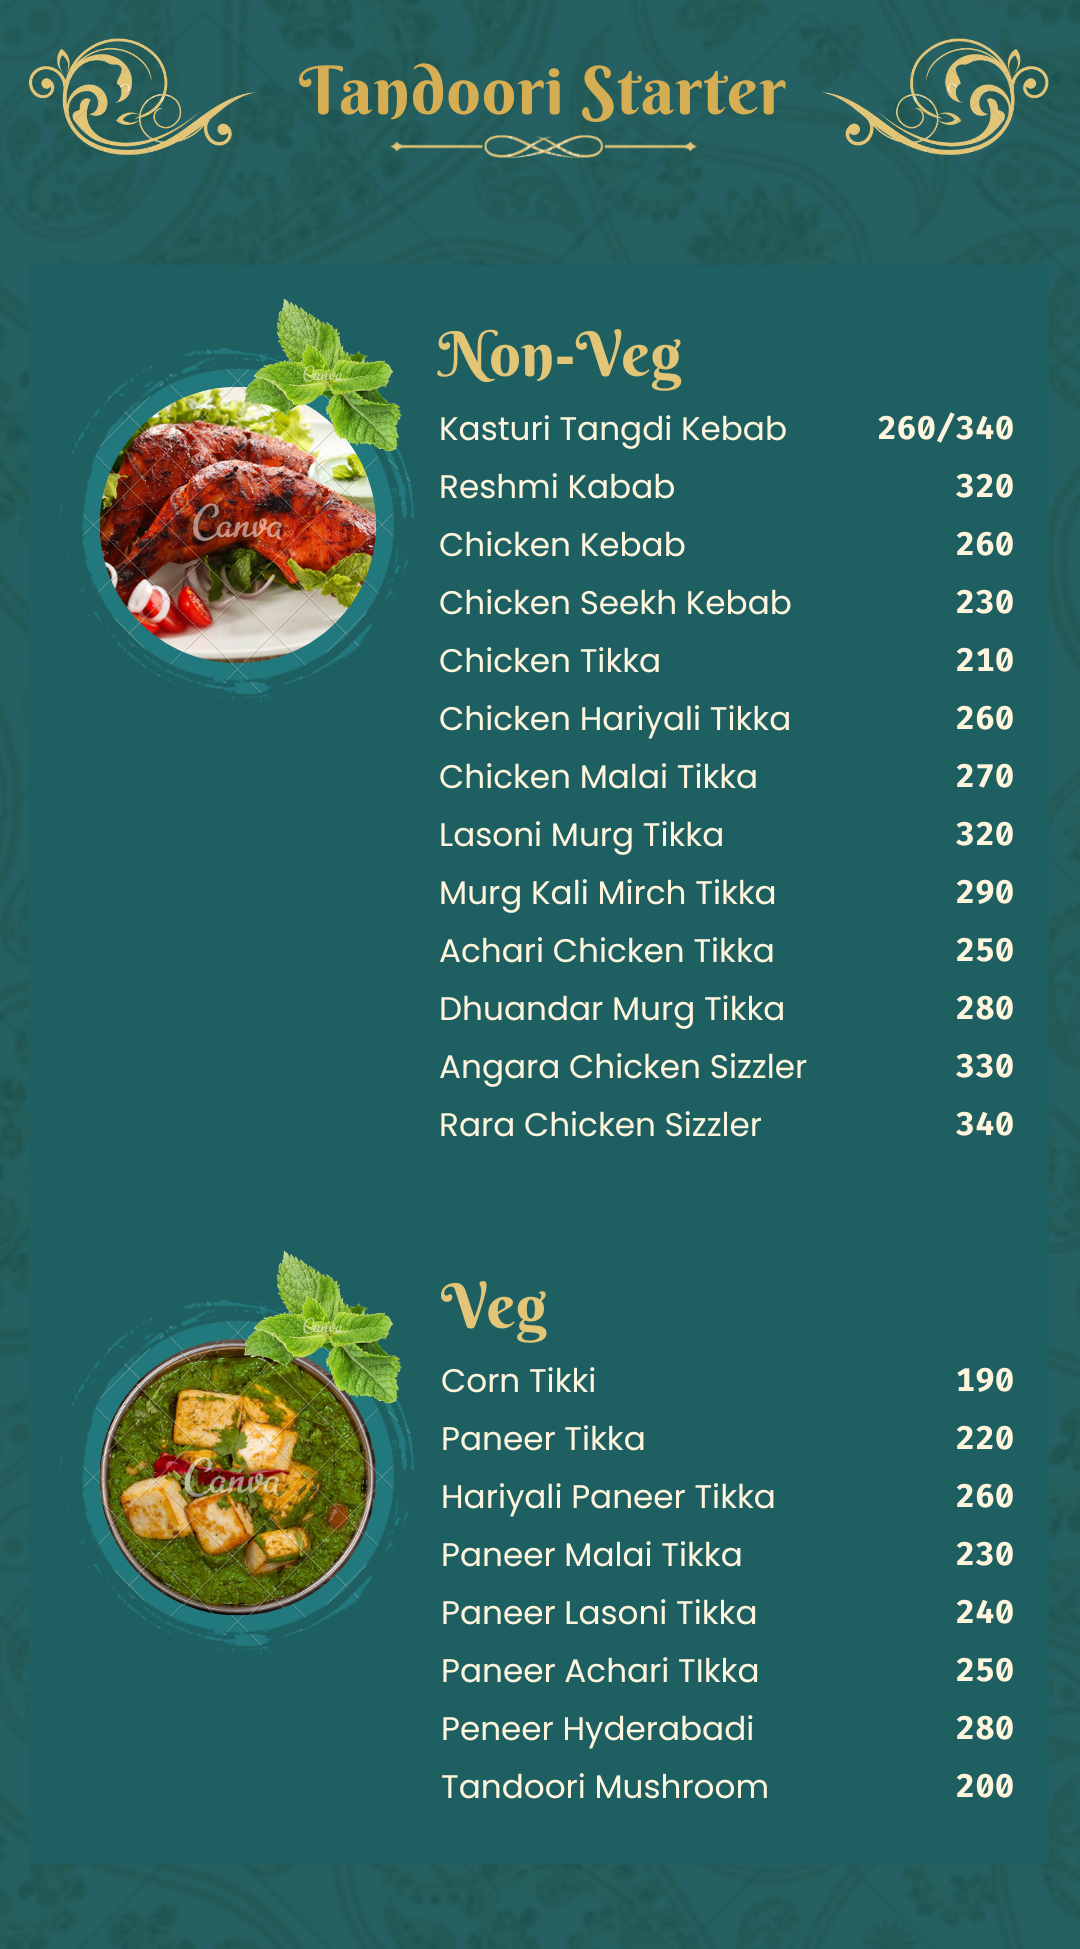 Tandoori Starter
Non-Veg
Kasturi Tangdi Kebab 260/340
Reshmi Kabab 320
Chicken Kebab 260
Chicken Seekh Kebab 230
Chicken Tikka 210
Chicken Hariyali Tikka 260
Chicken Malai Tikka 270
Lasoni Murg Tikka 320
Murg Kali Mirch Tikka 290
Achari Chicken Tikka 250
Dhuandar Murg Tikka 280
Angara Chicken Sizzler 330
Rara Chicken Sizzler 340
Canva
Canva
Veg
Corn Tikki 190
Paneer Tikka 220
Hariyali Paneer Tikka 260
Paneer Malai Tikka 230
Paneer Lasoni Tikka 240
Paneer Achari TIkka 250
Peneer Hyderabadi 280
Tandoori Mushroom 200
Canva
Canva